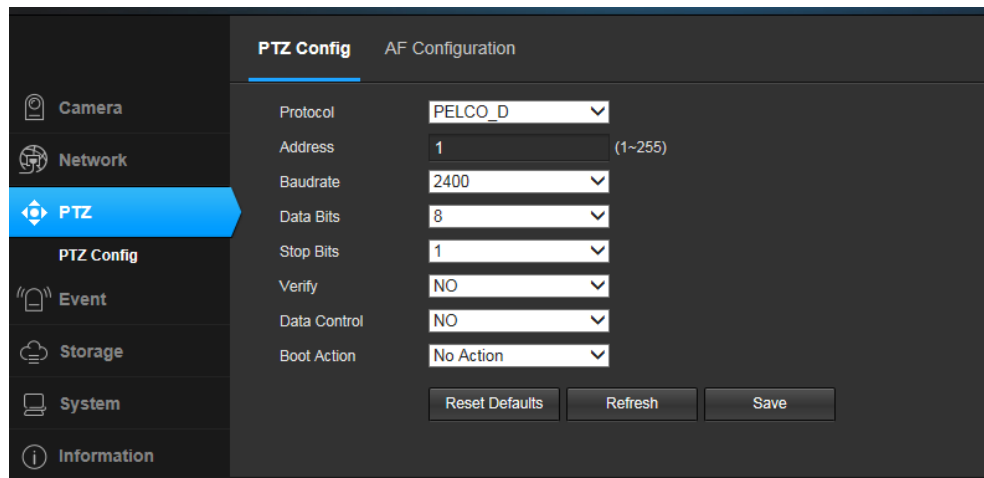 PTZ Config AF Configuration
Camera
Network
PTZ
PTZ Config
Event
Storage
System
Information
Protocol PELCO_D
Address 1 (1~255)
Baudrate 2400
Data Bits 8
Stop Bits 1
Verify NO
Data Control NO
Boot Action No Action
Reset Defaults Refresh Save